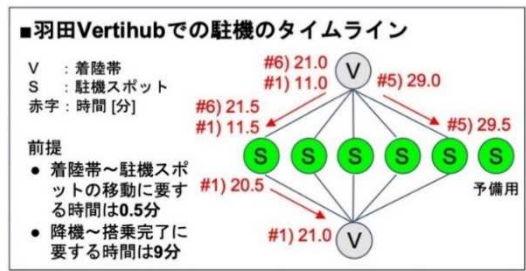 ■羽田Vertihubでの駐機のタイムライン
V ：着陸帯
S ：駐機スポット
赤字：時間 [分]
前提
● 着陸帯～駐機スポ
ットの移動に要す
る時間は0.5分
● 降機～搭乗完了に
要する時間は9分
#6) 21.0
#1) 11.0
V
#5) 29.0
#6) 21.5
#1) 11.5
#5) 29.5
S S S S S S
予備用
#1) 20.5
#1) 21.0
V